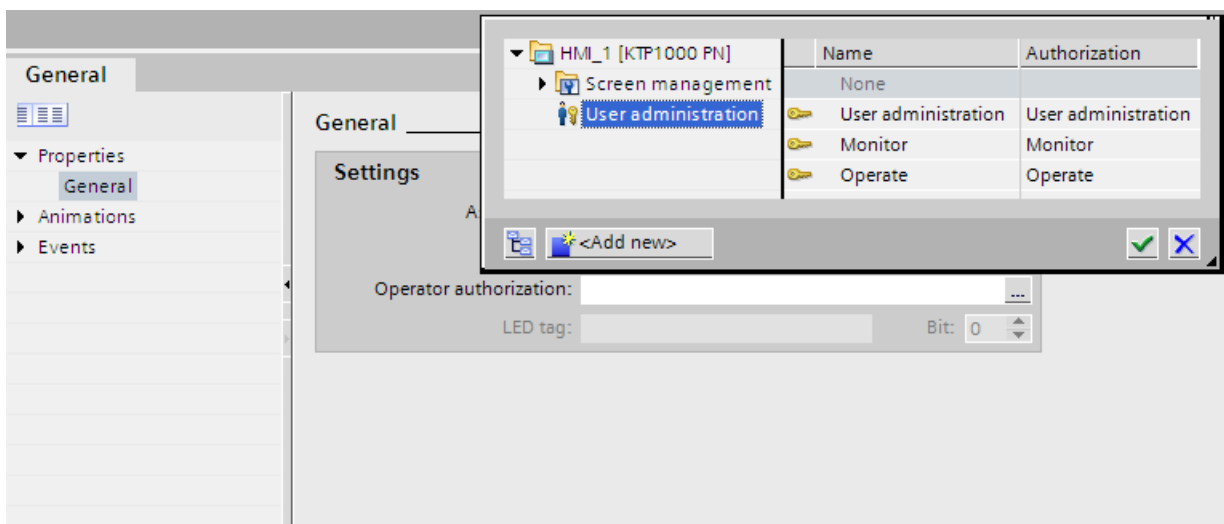 General
Properties
General
Animations
Events
General
Settings
Operator authorization:
LED tag:
Bit: 0
HMI_1 [KTP1000 PN]
Screen management
User administration
Name Authorization
None
User administration User administration
Monitor Monitor
Operate Operate
<Add new>
...